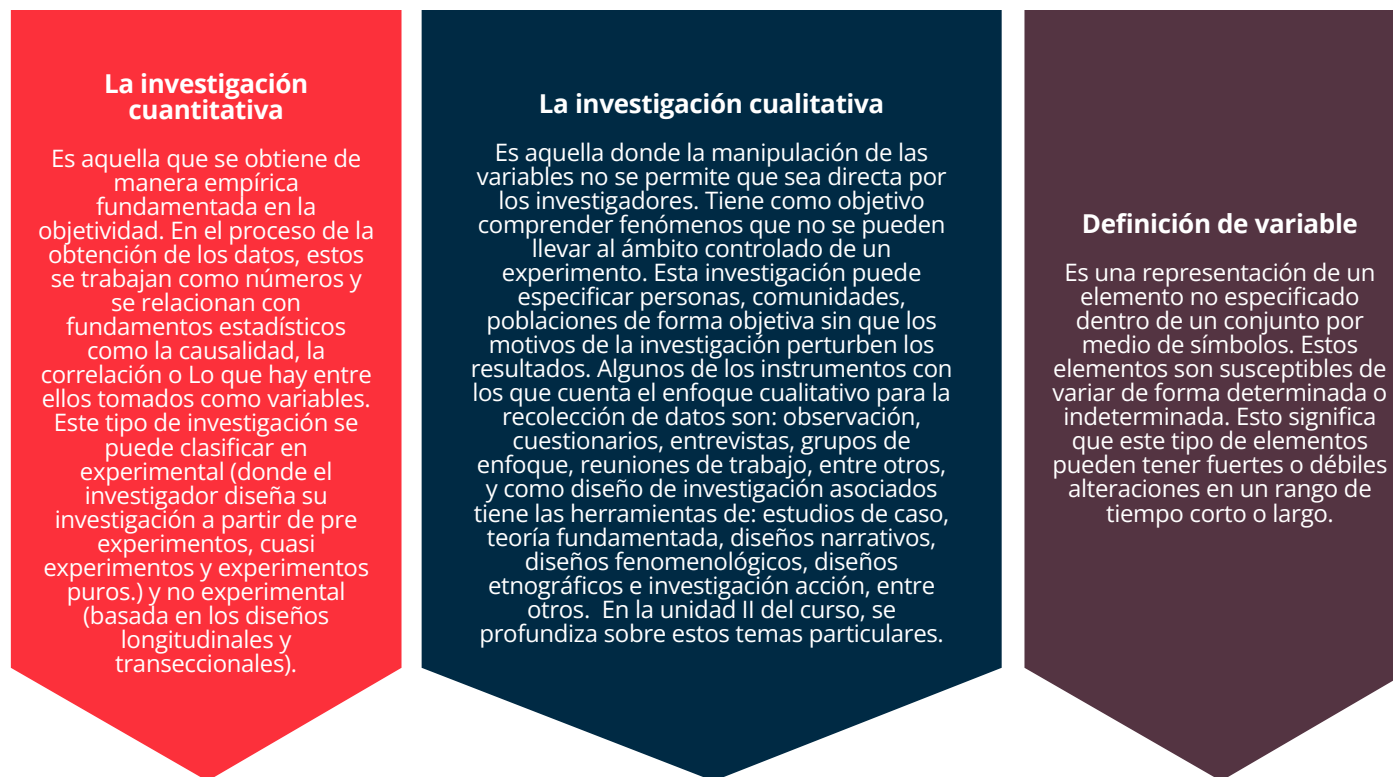 La investigación
cuantitativa
Es aquella que se obtiene de
manera empírica
fundamentada en la
objetividad. En el proceso de la
obtención de los datos, estos
se trabajan como números y
se relacionan con
fundamentos estadísticos
como la causalidad, la
correlación o Lo que hay entre
ellos tomados como variables.
Este tipo de investigación se
puede clasificar en
experimental (donde el
investigador diseña su
investigación a partir de pre
experimentos, cuasi
experimentos y experimentos
puros.) y no experimental
(basada en los diseños
longitudinales y
transeccionales).
La investigación cualitativa
Es aquella donde la manipulación de las
variables no se permite que sea directa por
los investigadores. Tiene como objetivo
comprender fenómenos que no se pueden
llevar al ámbito controlado de un
experimento. Esta investigación puede
especificar personas, comunidades,
poblaciones de forma objetiva sin que los
motivos de la investigación perturben los
resultados. Algunos de los instrumentos con
los que cuenta el enfoque cualitativo para la
recolección de datos son: observación,
cuestionarios, entrevistas, grupos de
enfoque, reuniones de trabajo, entre otros,
y como diseño de investigación asociados
tiene las herramientas de: estudios de caso,
teoría fundamentada, diseños narrativos,
diseños fenomenológicos, diseños
etnográficos e investigación acción, entre
otros.  En la unidad II del curso, se
profundiza sobre estos temas particulares.
Definición de variable
Es una representación de un
elemento no especificado
dentro de un conjunto por
medio de símbolos. Estos
elementos son susceptibles de
variar de forma determinada o
indeterminada. Esto significa
que este tipo de elementos
pueden tener fuertes o débiles
alteraciones en un rango de
tiempo corto o largo.